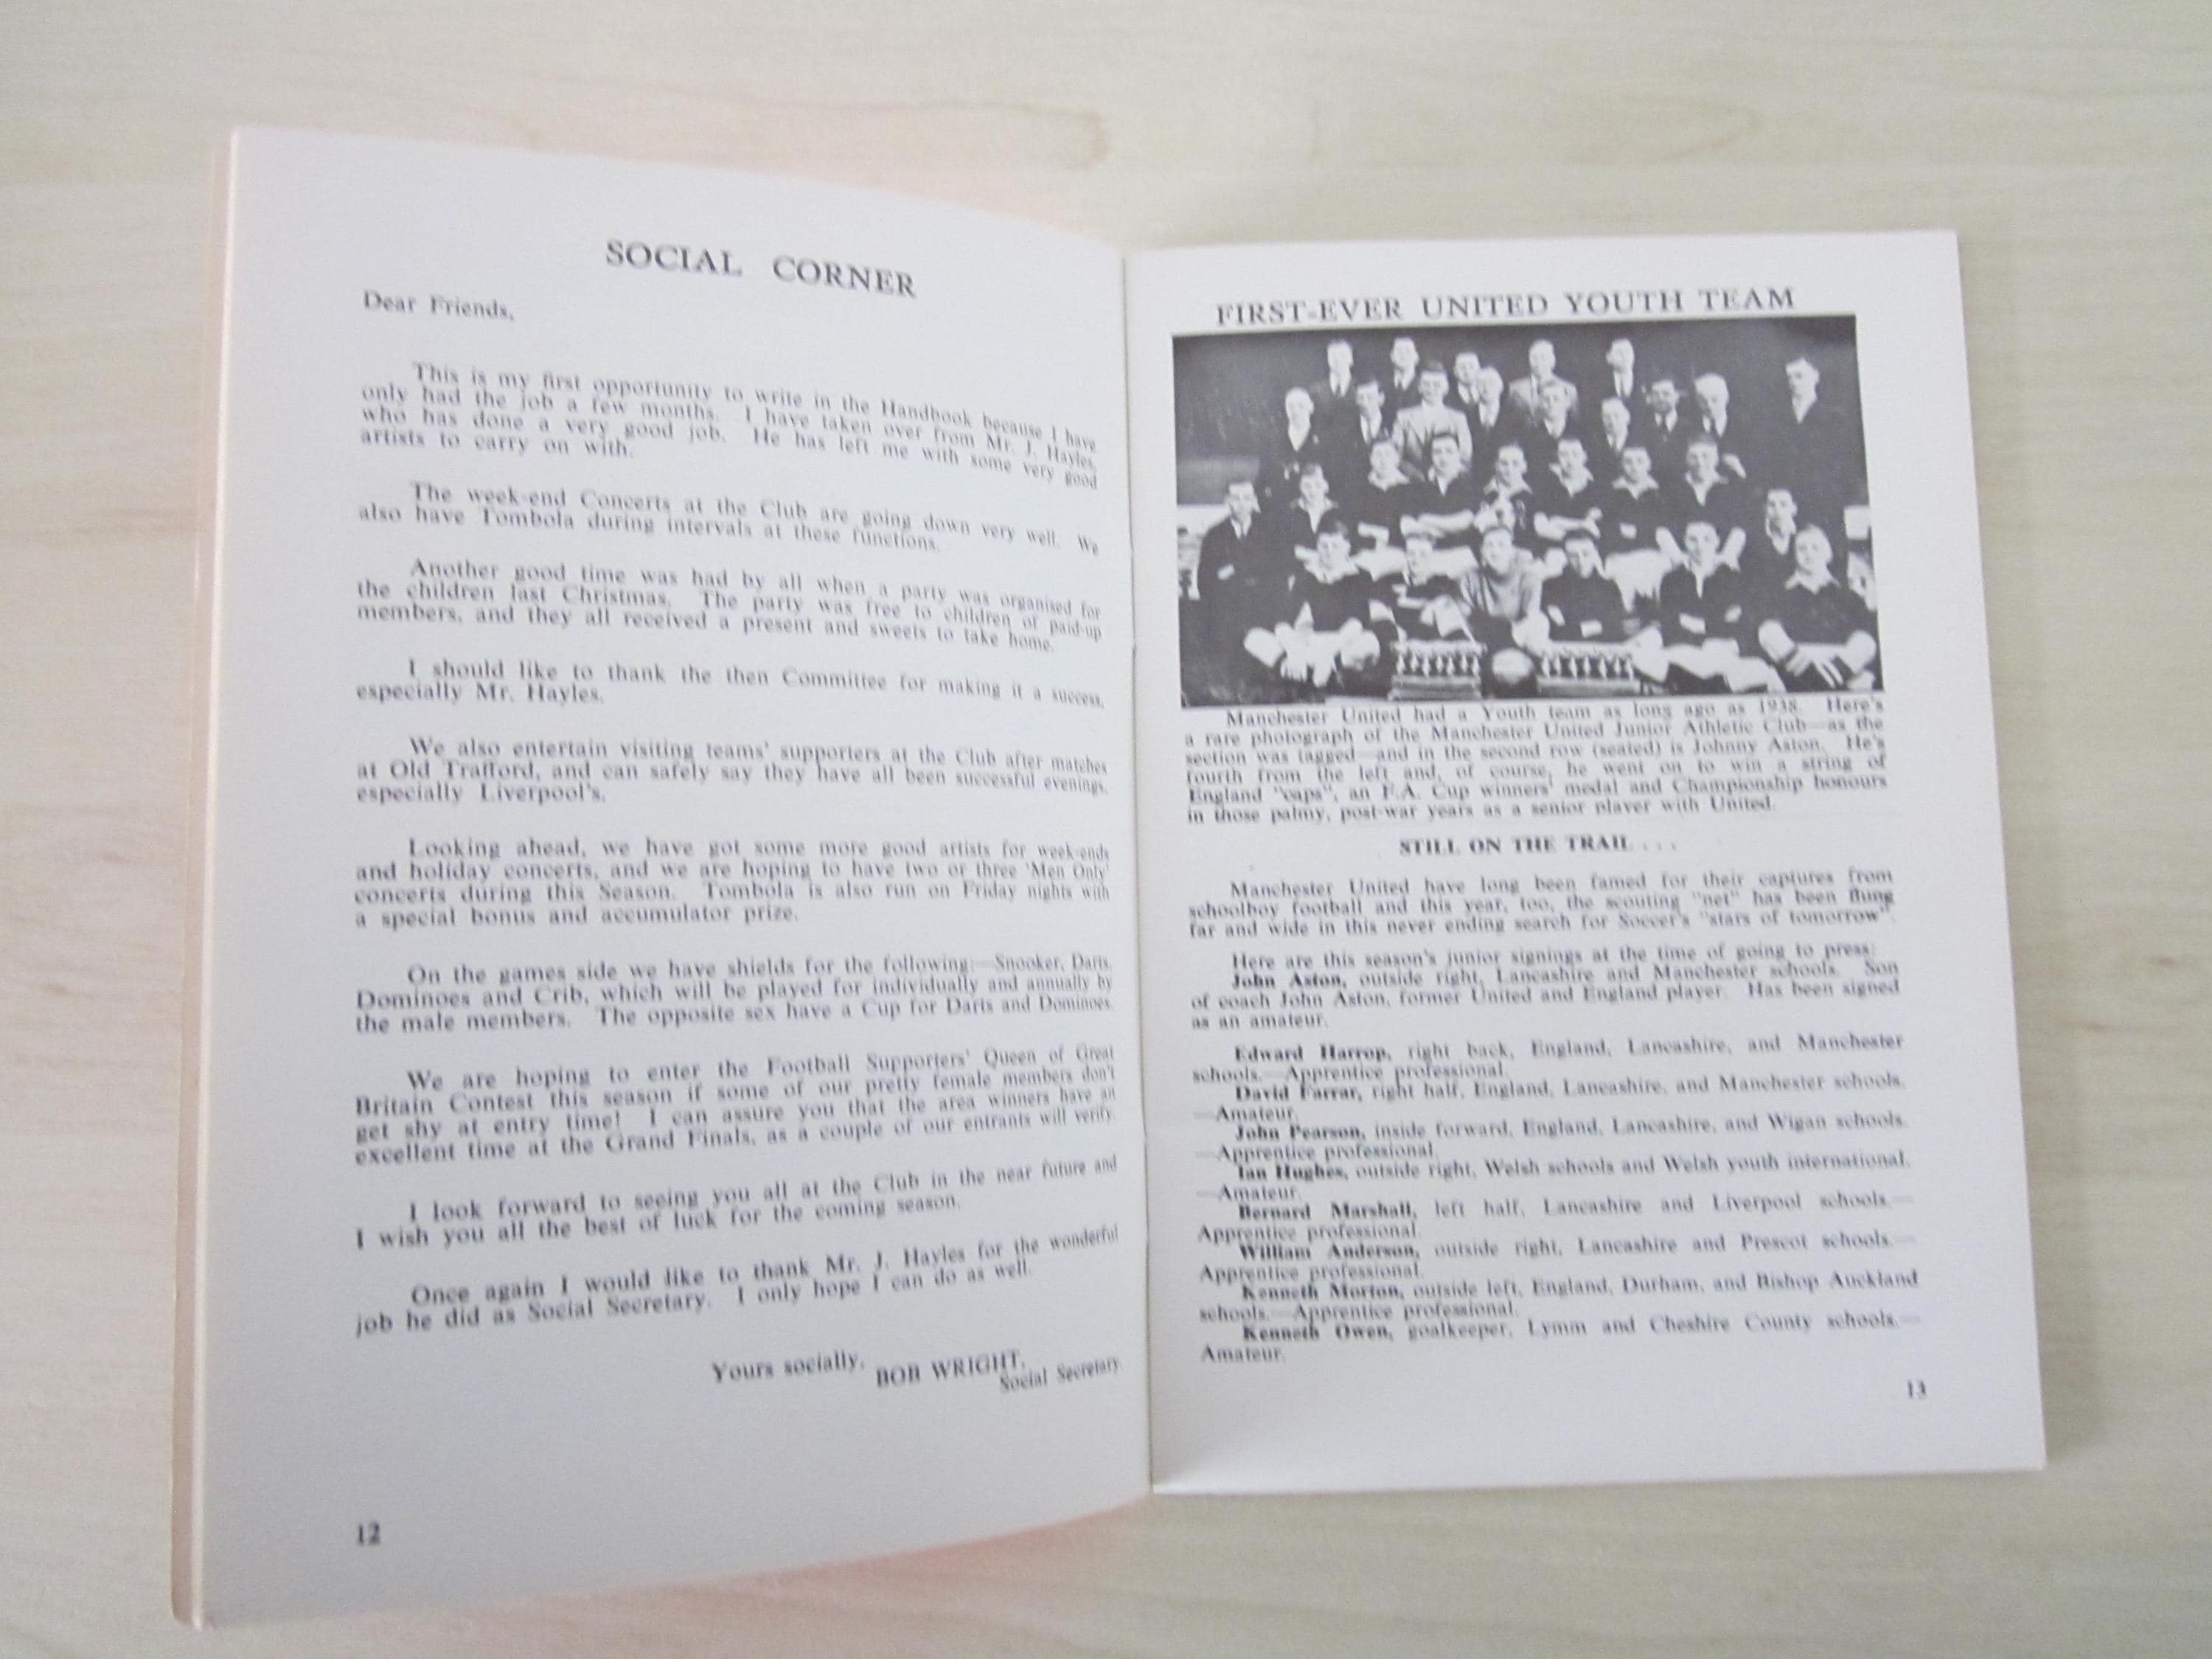 SOCIAL CORNER
Dear Friends,
This is my first opportunity to write in the Handbook because I have
only had the job a few months. I have taken over from Mr. J. Hayles,
who has done a very good job. He has left me with some very good
artists to carry on with.
The week-end Concerts at the Club are going down very well. We
also have Tombola during intervals at these functions.
Another good time was had by all when a party was organised for
the children last Christmas. The party was free to children of paid-up
members, and they all received a present and sweets to take home.
I should like to thank the then Committee for making it a success,
especially Mr. Hayles.
We also entertain visiting teams' supporters at the Club after matches
at Old Trafford, and can safely say they have all been successful evenings,
especially Liverpool's.
Looking ahead, we have got some more good artists for week-ends
and holiday concerts, and we are hoping to have two or three 'Men Only'
concerts during this Season. Tombola is also run on Friday nights with
a special bonus and accumulator prize.
On the games side we have shields for the following:—Snooker, Darts,
Dominoes and Crib, which will be played for individually and annually by
the male members. The opposite sex have a Cup for Darts and Dominoes.
We are hoping to enter the Football Supporters' Queen of Great
Britain Contest this season if some of our pretty female members don't
get shy at entry time! I can assure you that the area winners have an
excellent time at the Grand Finals, as a couple of our entrants will verify.
I look forward to seeing you all at the Club in the near future and
I wish you all the best of luck for the coming season.
Once again I would like to thank Mr. J. Hayles for the wonderful
job he did as Social Secretary. I only hope I can do as well.
Yours socially,
BOB WRIGHT,
Social Secretary.
12
FIRST-EVER UNITED YOUTH TEAM
Manchester United had a Youth team as long ago as 1938. Here's
a rare photograph of the Manchester United Junior Athletic Club—as the
section was tagged—and in the second row (seated) is Johnny Aston. He's
fourth from the left and, of course, he went on to win a string of
England "caps", an F.A. Cup winners' medal and Championship honours
in those palmy, post-war years as a senior player with United.
STILL ON THE TRAIL . . .
Manchester United have long been famed for their captures from
schoolboy football and this year, too, the scouting "net" has been flung
far and wide in this never ending search for Soccer's "stars of tomorrow".
Here are this season's junior signings at the time of going to press:
John Aston, outside right, Lancashire and Manchester schools. Son
of coach John Aston, former United and England player. Has been signed
as an amateur.
Edward Harrop, right back, England, Lancashire, and Manchester
schools.—Apprentice professional.
David Farrar, right half, England, Lancashire, and Manchester schools.
—Amateur.
John Pearson, inside forward, England, Lancashire, and Wigan schools.
—Apprentice professional.
Ian Hughes, outside right, Welsh schools and Welsh youth international.
—Amateur.
Bernard Marshall, left half, Lancashire and Liverpool schools.—
Apprentice professional.
William Anderson, outside right, Lancashire and Prescot schools.—
Apprentice professional.
Kenneth Morton, outside left, England, Durham, and Bishop Auckland
schools.—Apprentice professional.
Kenneth Owen, goalkeeper, Lymm and Cheshire County schools.—
Amateur.
13